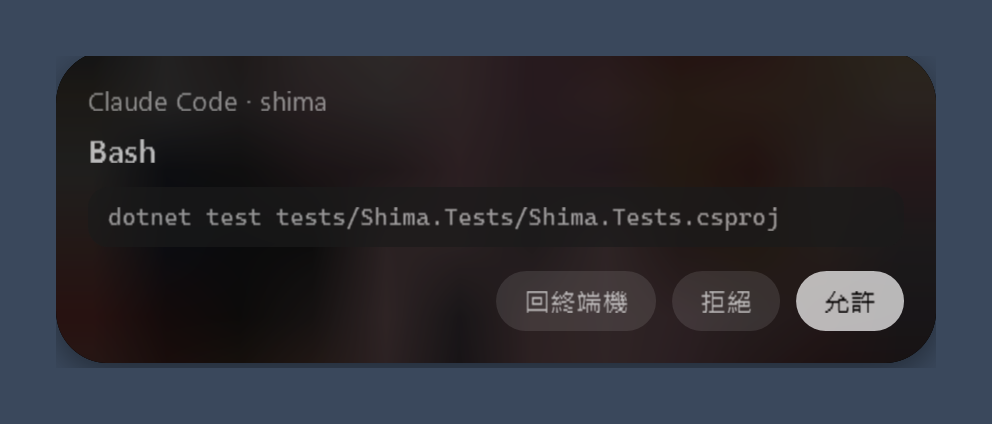 Claude Code · shima
Bash
dotnet test tests/Shima.Tests/Shima.Tests.csproj
回終端機 拒絕 允許